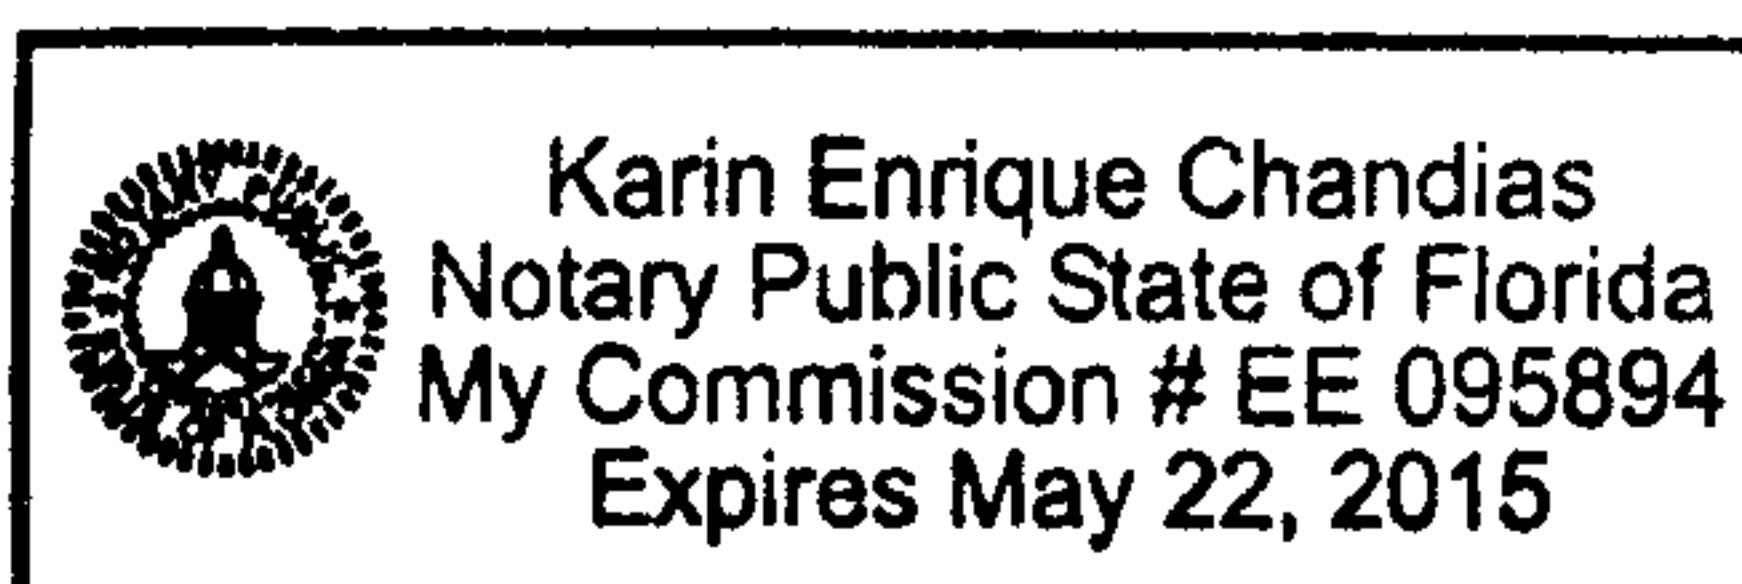 Karin Enrique Chandias
Notary Public State of Florida
My Commission # EE 095894
Expires May 22, 2015